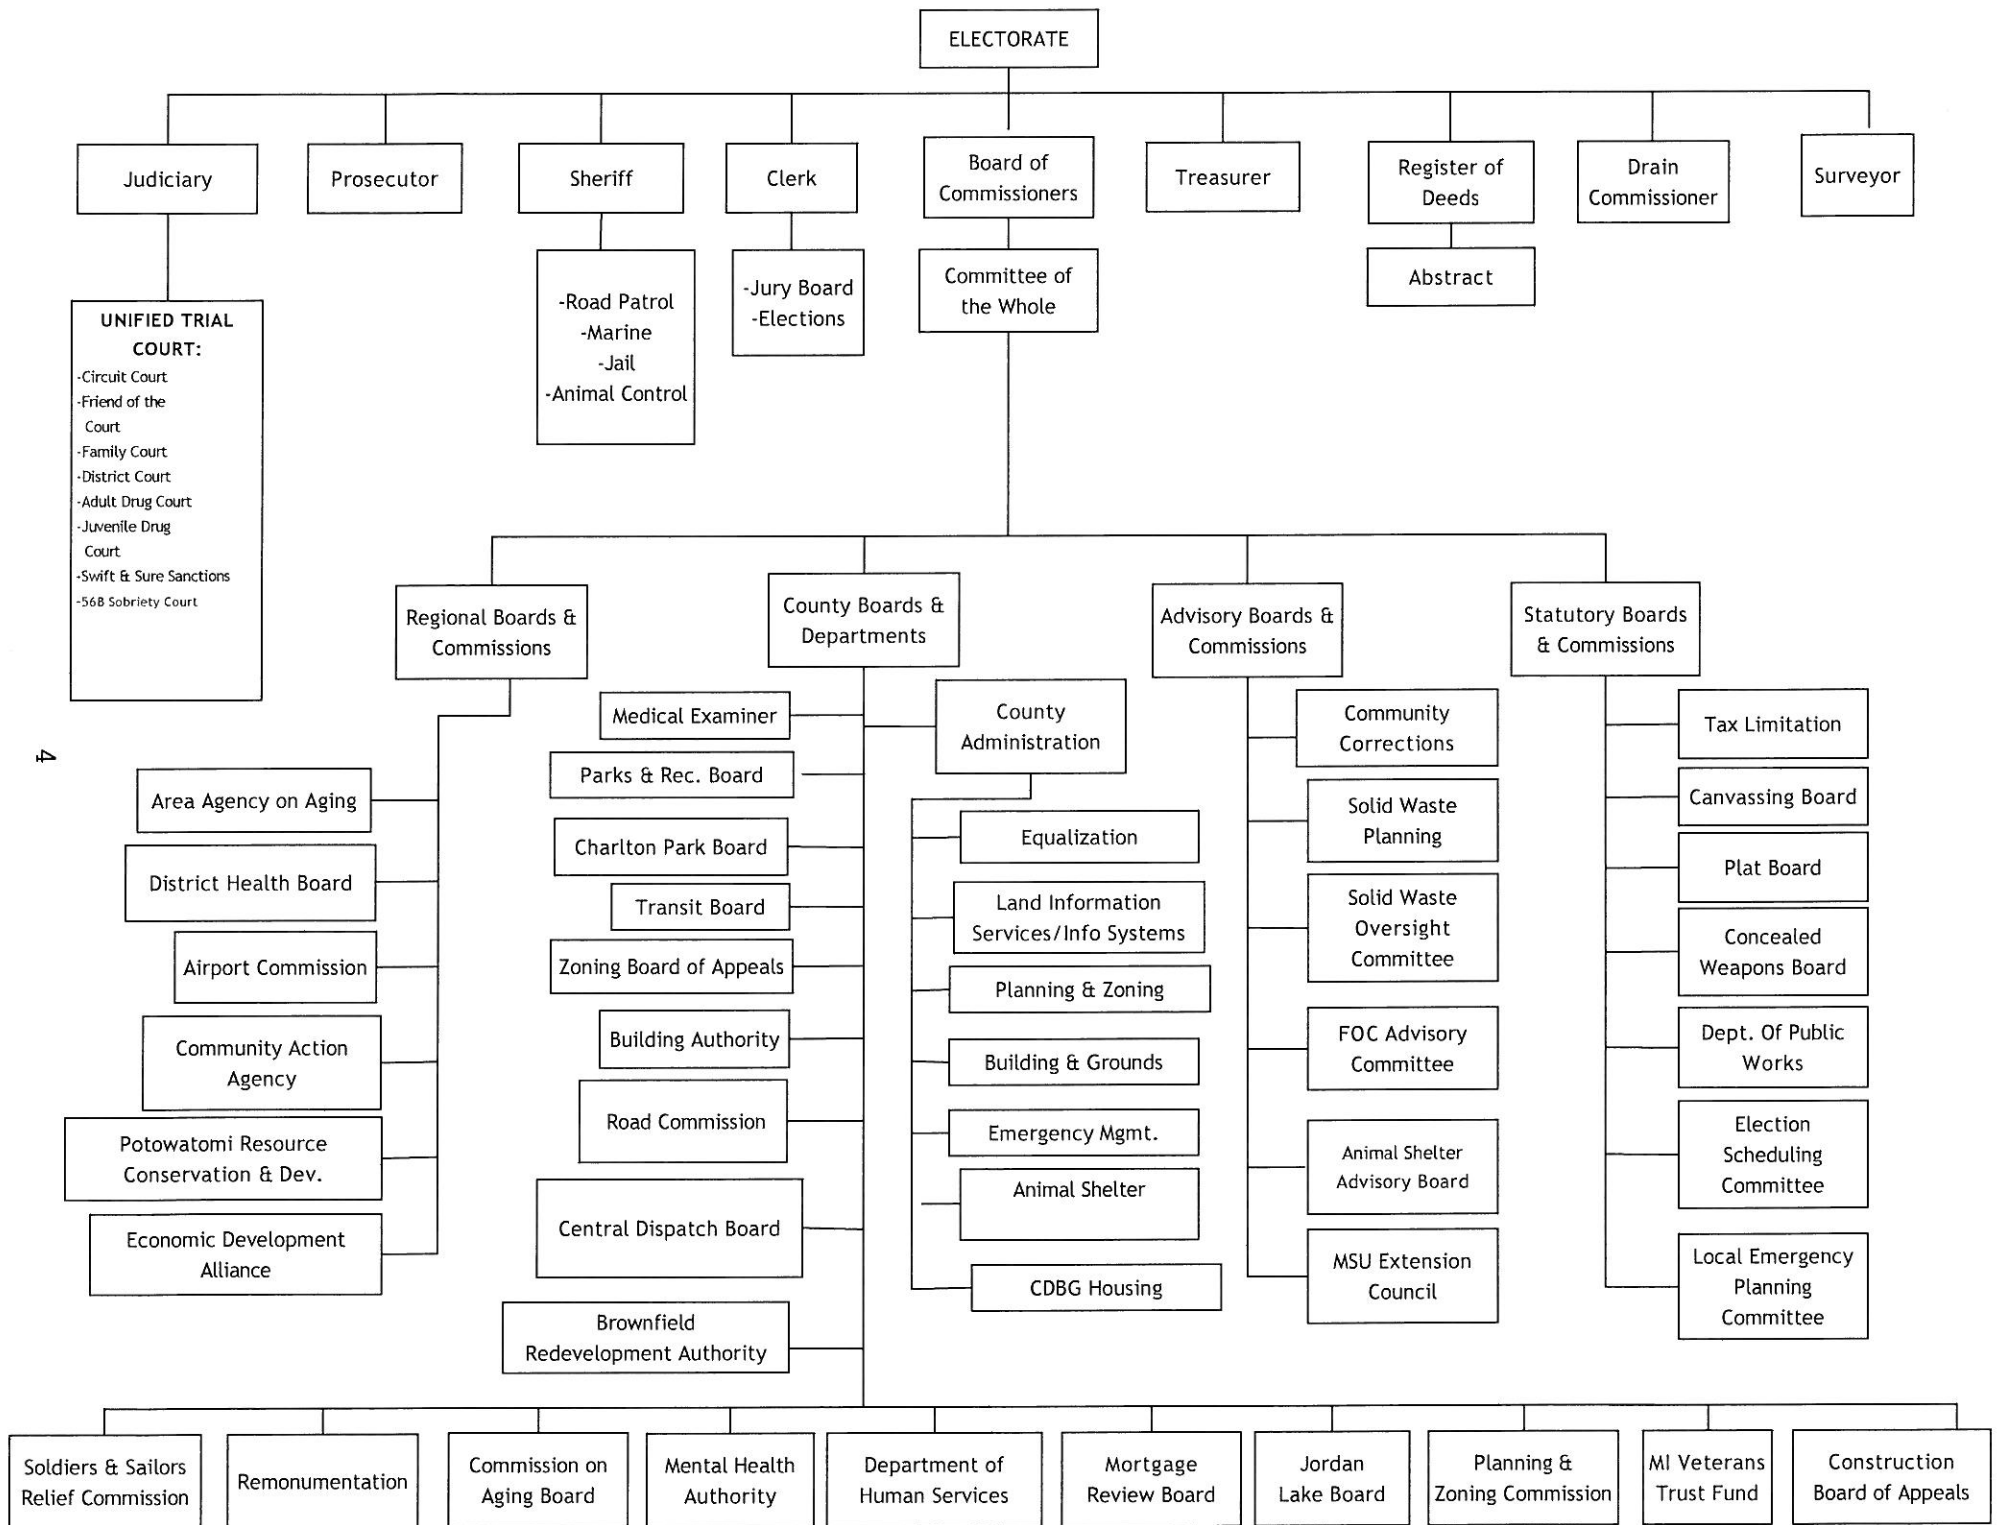 ELECTORATE
Judiciary
Prosecutor
Sheriff
Clerk
Board of
Commissioners
Treasurer
Register of
Deeds
Drain
Commissioner
Surveyor
UNIFIED TRIAL
COURT:
-Circuit Court
-Friend of the
Court
-Family Court
-District Court
-Adult Drug Court
-Juvenile Drug
Court
-Swift & Sure Sanctions
-56B Sobriety Court
-Road Patrol
-Marine
-Jail
-Animal Control
-Jury Board
-Elections
Committee of
the Whole
Abstract
Regional Boards &
Commissions
County Boards &
Departments
Advisory Boards &
Commissions
Statutory Boards
& Commissions
4
Area Agency on Aging
District Health Board
Airport Commission
Community Action
Agency
Potowatomi Resource
Conservation & Dev.
Economic Development
Alliance
Medical Examiner
Parks & Rec. Board
Charlton Park Board
Transit Board
Zoning Board of Appeals
Building Authority
Road Commission
Central Dispatch Board
Brownfield
Redevelopment Authority
County
Administration
Equalization
Land Information
Services/Info Systems
Planning & Zoning
Building & Grounds
Emergency Mgmt.
Animal Shelter
CDBG Housing
Community
Corrections
Solid Waste
Planning
Solid Waste
Oversight
Committee
FOC Advisory
Committee
Animal Shelter
Advisory Board
MSU Extension
Council
Tax Limitation
Canvassing Board
Plat Board
Concealed
Weapons Board
Dept. Of Public
Works
Election
Scheduling
Committee
Local Emergency
Planning
Committee
Soldiers & Sailors
Relief Commission
Remonumentation
Commission on
Aging Board
Mental Health
Authority
Department of
Human Services
Mortgage
Review Board
Jordan
Lake Board
Planning &
Zoning Commission
MI Veterans
Trust Fund
Construction
Board of Appeals